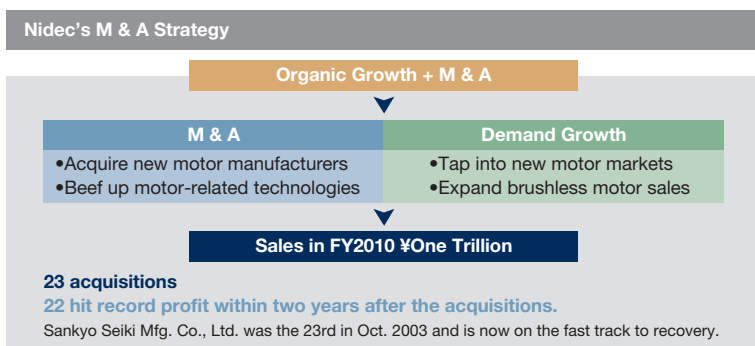 Nidec's M & A Strategy
Organic Growth + M & A
M & A
•Acquire new motor manufacturers
•Beef up motor-related technologies
Demand Growth
•Tap into new motor markets
•Expand brushless motor sales
Sales in FY2010 ¥One Trillion
23 acquisitions
22 hit record profit within two years after the acquisitions.
Sankyo Seiki Mfg. Co., Ltd. was the 23rd in Oct. 2003 and is now on the fast track to recovery.